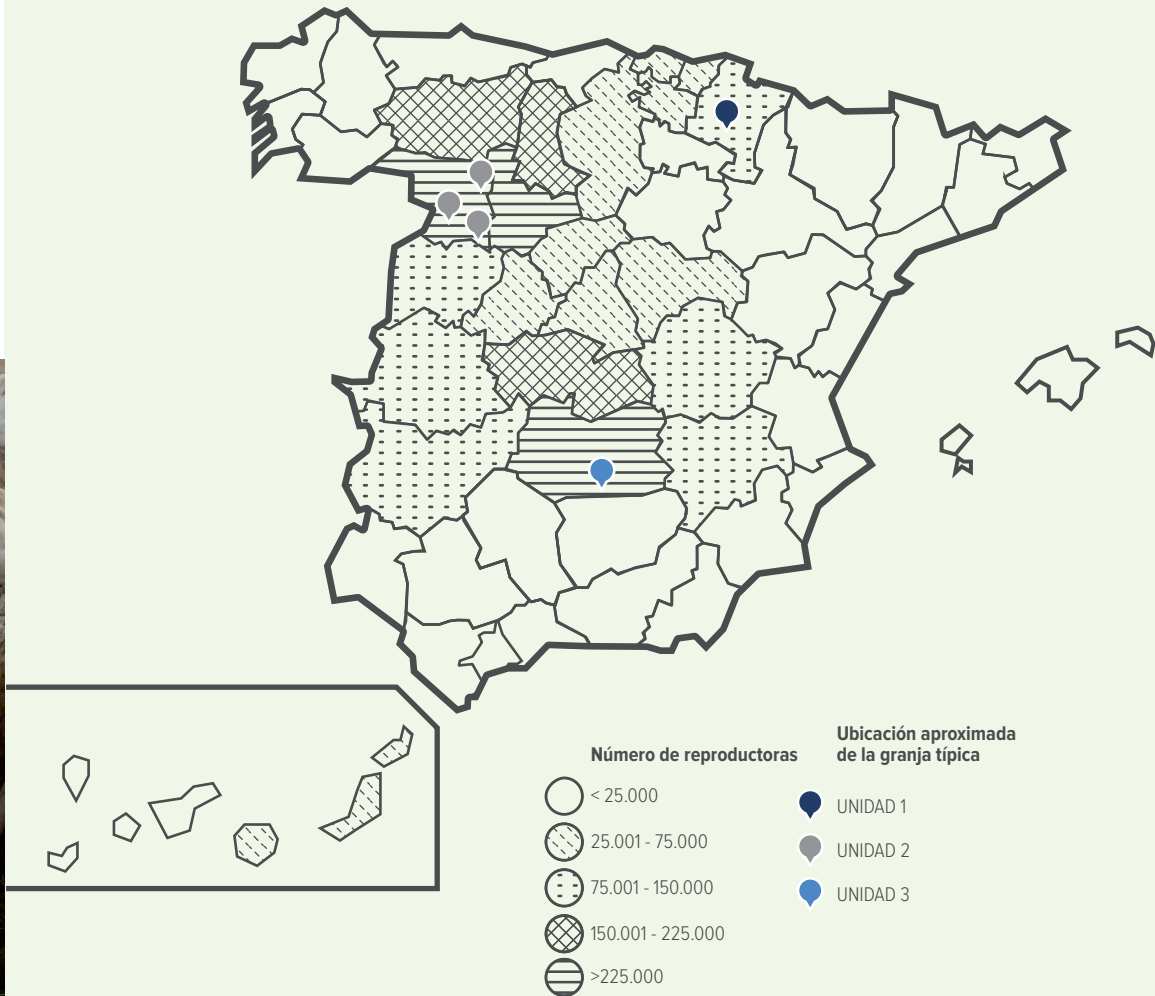 Número de reproductoras
< 25.000
25.001 - 75.000
75.001 - 150.000
150.001 - 225.000
>225.000
Ubicación aproximada
de la granja típica
UNIDAD 1
UNIDAD 2
UNIDAD 3